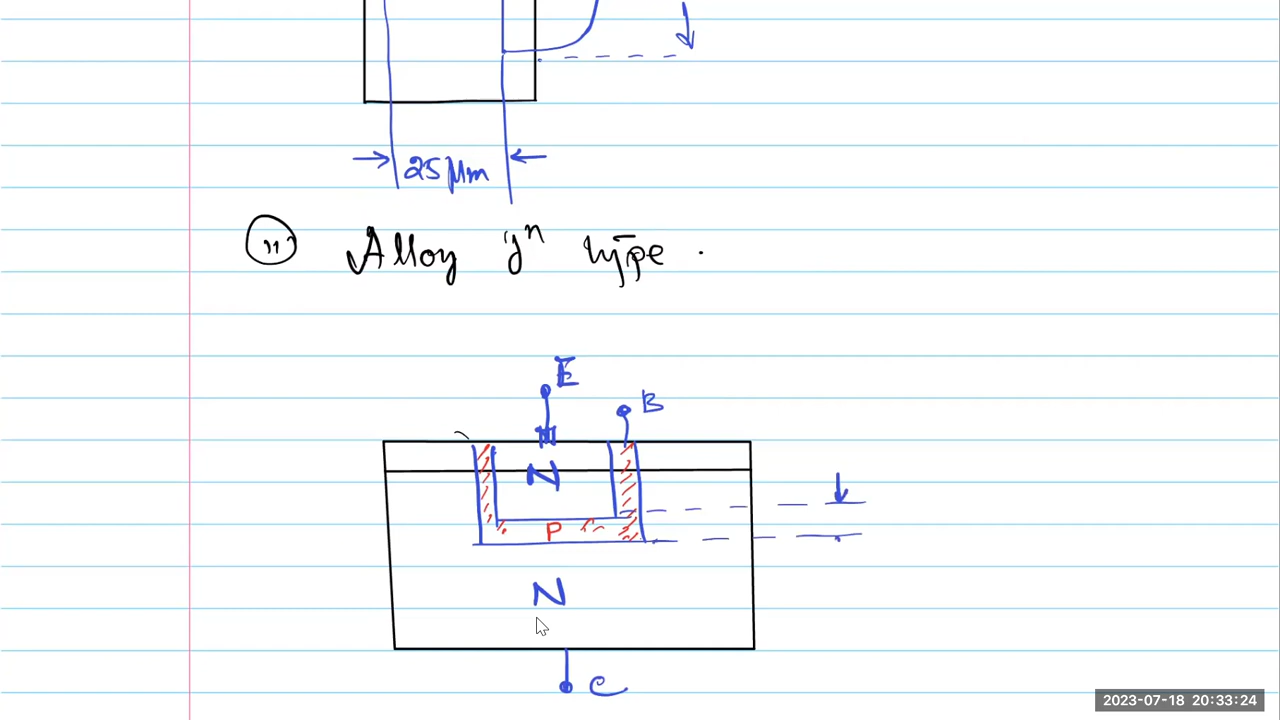 25 μm
(ii) Alloy jⁿ type .
E
B
N
P
N
C
2023-07-18 20:33:24